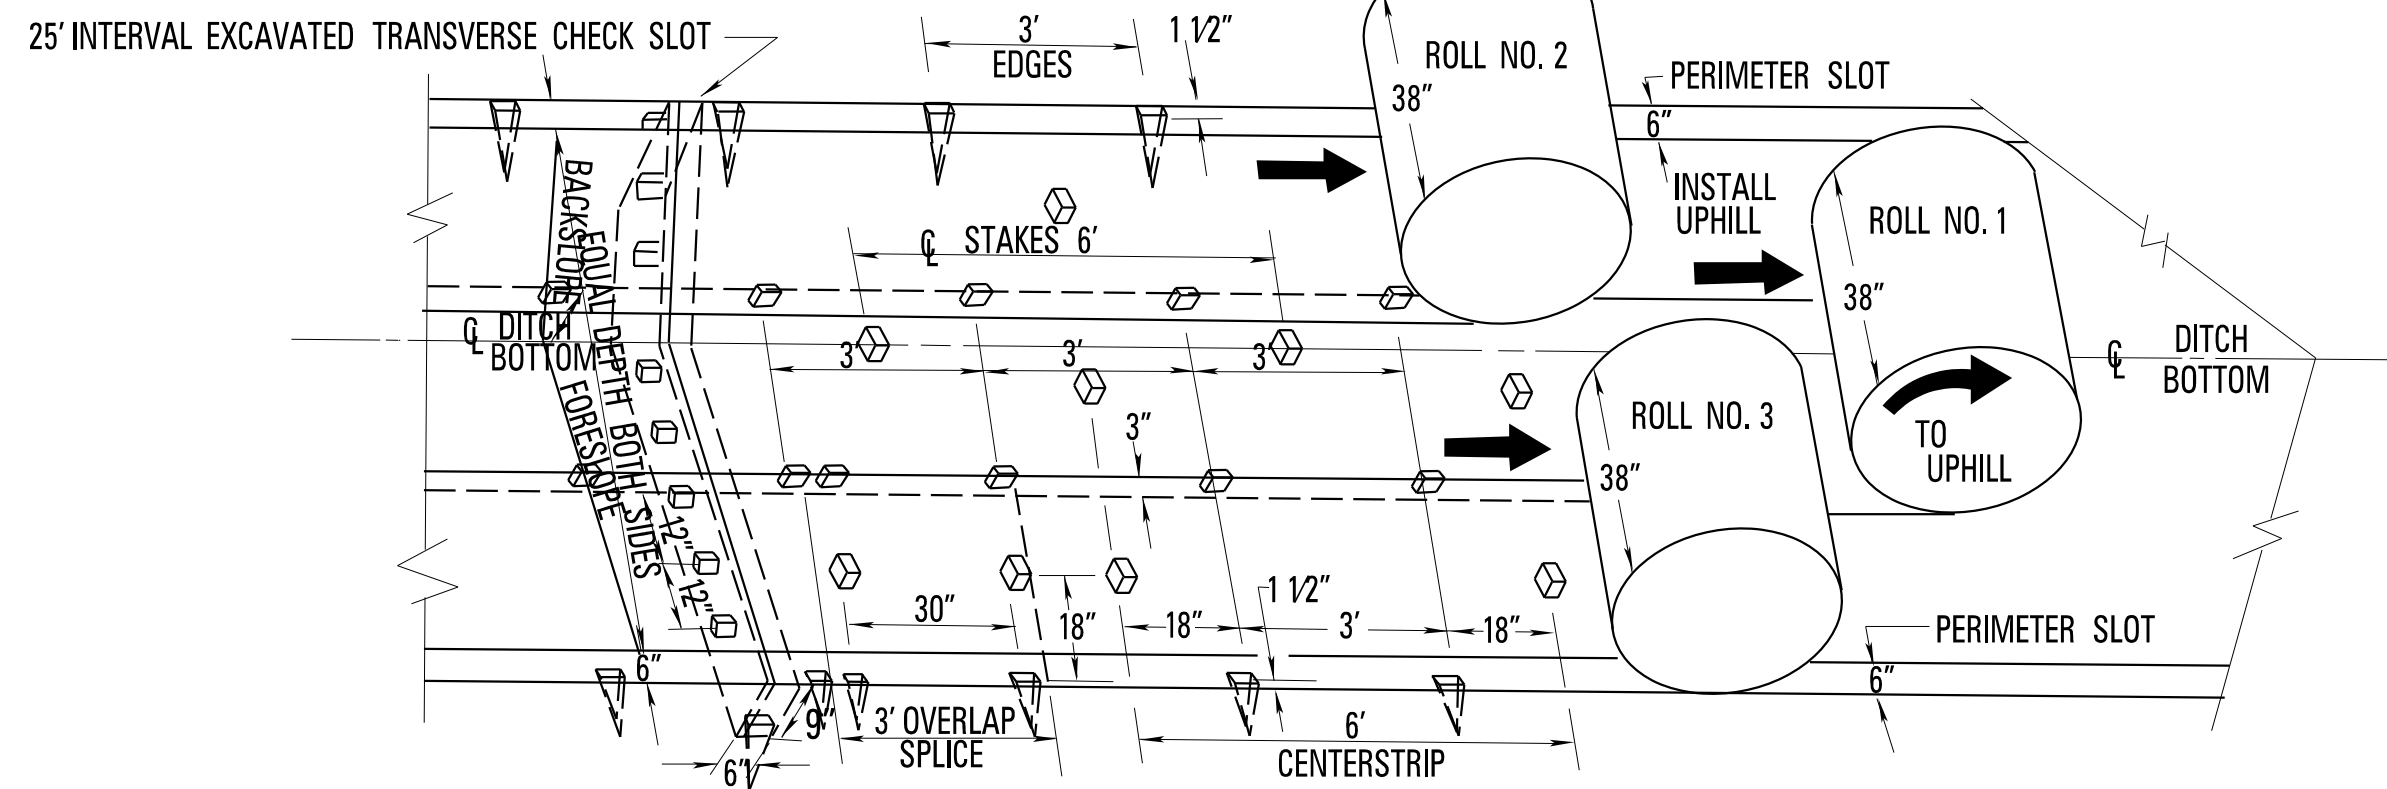 25' INTERVAL EXCAVATED TRANSVERSE CHECK SLOT
3'
EDGES
1 1/2"
ROLL NO. 2
38"
PERIMETER SLOT
6"
INSTALL
UPHILL
ROLL NO. 1
38"
BACKSLOPE
EQUAL DEPTH BOTH SIDES
FORESLOPE
℄ STAKES 6'
℄ DITCH
BOTTOM
3'
3'
3'
℄ DITCH
BOTTOM
ROLL NO. 3
38"
TO
UPHILL
3"
12"
12"
30"
18"
18"
1 1/2"
3'
18"
PERIMETER SLOT
6"
6"
9"
6"
3' OVERLAP
SPLICE
6'
CENTERSTRIP